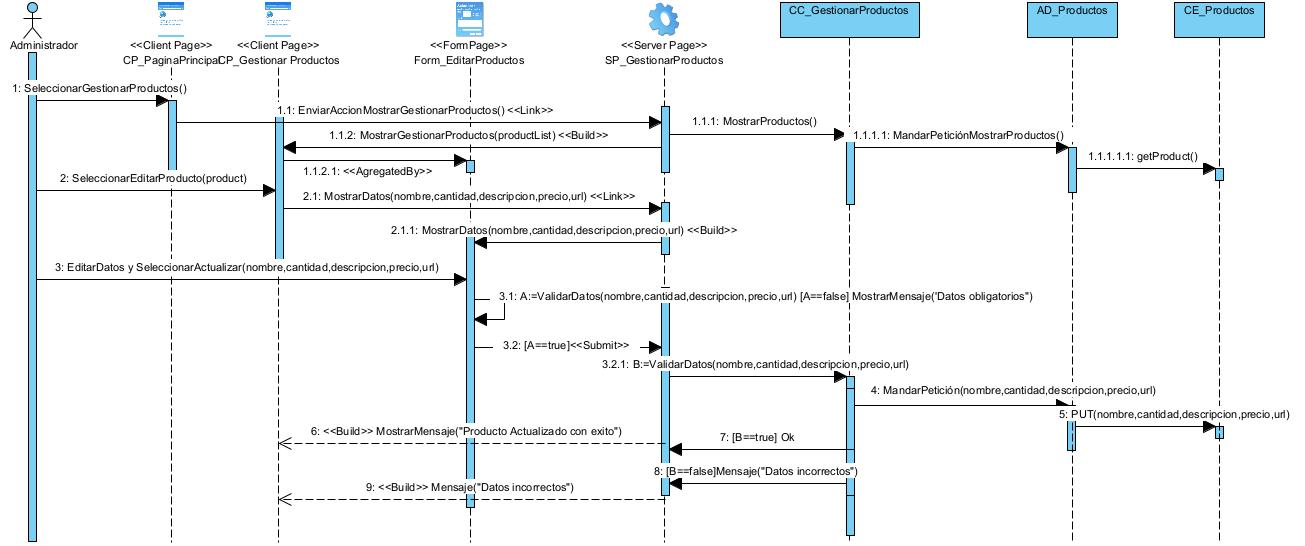 CC_GestionarProductos
AD_Productos
CE_Productos
Administrador
<<Client Page>>
CP_PaginaPrincipal
<<Client Page>>
CP_Gestionar Productos
<<FormPage>>
Form_EditarProductos
<<Server Page>>
SP_GestionarProductos
1: SeleccionarGestionarProductos()
1.1: EnviarAccionMostrarGestionarProductos() <<Link>>
1.1.1: MostrarProductos()
1.1.2: MostrarGestionarProductos(productList) <<Build>>
1.1.1.1: MandarPeticiónMostrarProductos()
1.1.1.1.1: getProduct()
1.1.2.1: <<AgregatedBy>>
2: SeleccionarEditarProducto(product)
2.1: MostrarDatos(nombre,cantidad,descripcion,precio,url) <<Link>>
2.1.1: MostrarDatos(nombre,cantidad,descripcion,precio,url) <<Build>>
3: EditarDatos y SeleccionarActualizar(nombre,cantidad,descripcion,precio,url)
3.1: A:=ValidarDatos(nombre,cantidad,descripcion,precio,url) [A==false] MostrarMensaje("Datos obligatorios")
3.2: [A==true]<<Submit>>
3.2.1: B:=ValidarDatos(nombre,cantidad,descripcion,precio,url)
4: MandarPetición(nombre,cantidad,descripcion,precio,url)
5: PUT(nombre,cantidad,descripcion,precio,url)
6: <<Build>> MostrarMensaje("Producto Actualizado con exito")
7: [B==true] Ok
8: [B==false]Mensaje("Datos incorrectos")
9: <<Build>> Mensaje("Datos incorrectos")